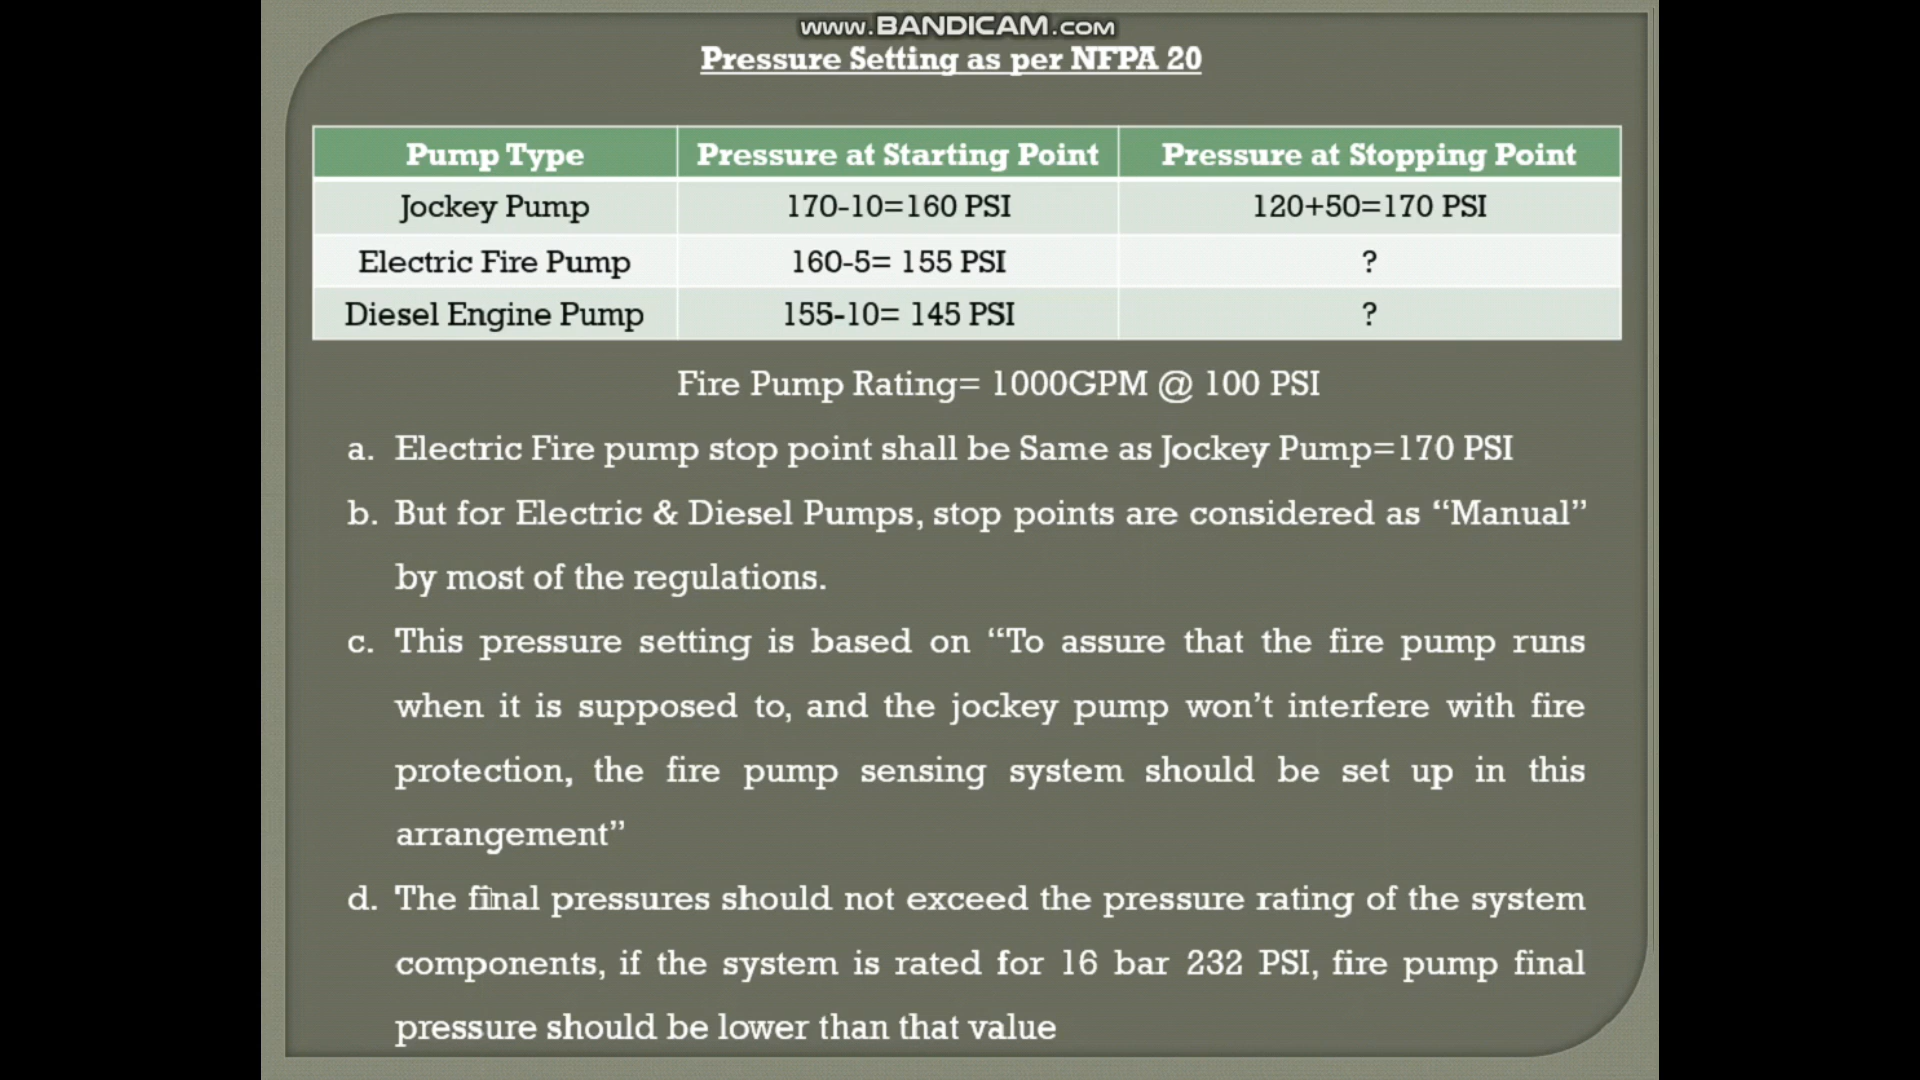 www.BANDICAM.com
Pressure Setting as per NFPA 20
Pump Type Pressure at Starting Point Pressure at Stopping Point
Jockey Pump 170-10=160 PSI 120+50=170 PSI
Electric Fire Pump 160-5= 155 PSI ?
Diesel Engine Pump 155-10= 145 PSI ?
Fire Pump Rating= 1000GPM @ 100 PSI
a. Electric Fire pump stop point shall be Same as Jockey Pump=170 PSI
b. But for Electric & Diesel Pumps, stop points are considered as “Manual”
by most of the regulations.
c. This pressure setting is based on “To assure that the fire pump runs
when it is supposed to, and the jockey pump won’t interfere with fire
protection, the fire pump sensing system should be set up in this
arrangement”
d. The final pressures should not exceed the pressure rating of the system
components, if the system is rated for 16 bar 232 PSI, fire pump final
pressure should be lower than that value